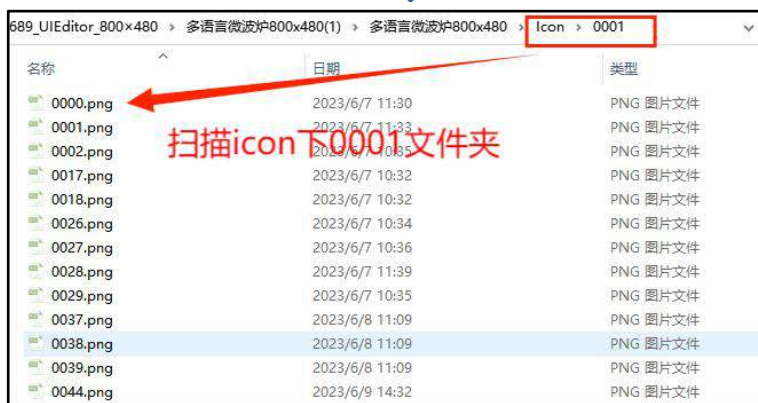 689_UIEditor_800×480 › 多语言微波炉800x480(1) › 多语言微波炉800x480 › Icon › 0001
名称 日期 类型
0000.png 2023/6/7 11:30 PNG 图片文件
0001.png 2023/6/7 11:33 PNG 图片文件
扫描icon下0001文件夹
0002.png 2023/6/7 10:35 PNG 图片文件
0017.png 2023/6/7 10:32 PNG 图片文件
0018.png 2023/6/7 10:32 PNG 图片文件
0026.png 2023/6/7 10:34 PNG 图片文件
0027.png 2023/6/7 10:36 PNG 图片文件
0028.png 2023/6/7 11:39 PNG 图片文件
0029.png 2023/6/7 10:35 PNG 图片文件
0037.png 2023/6/8 11:09 PNG 图片文件
0038.png 2023/6/8 11:09 PNG 图片文件
0039.png 2023/6/8 11:09 PNG 图片文件
0044.png 2023/6/9 14:32 PNG 图片文件